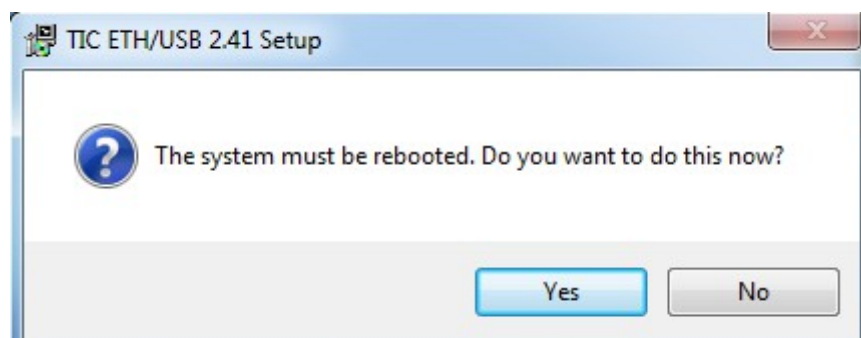 TIC ETH/USB 2.41 Setup
The system must be rebooted. Do you want to do this now?
Yes
No